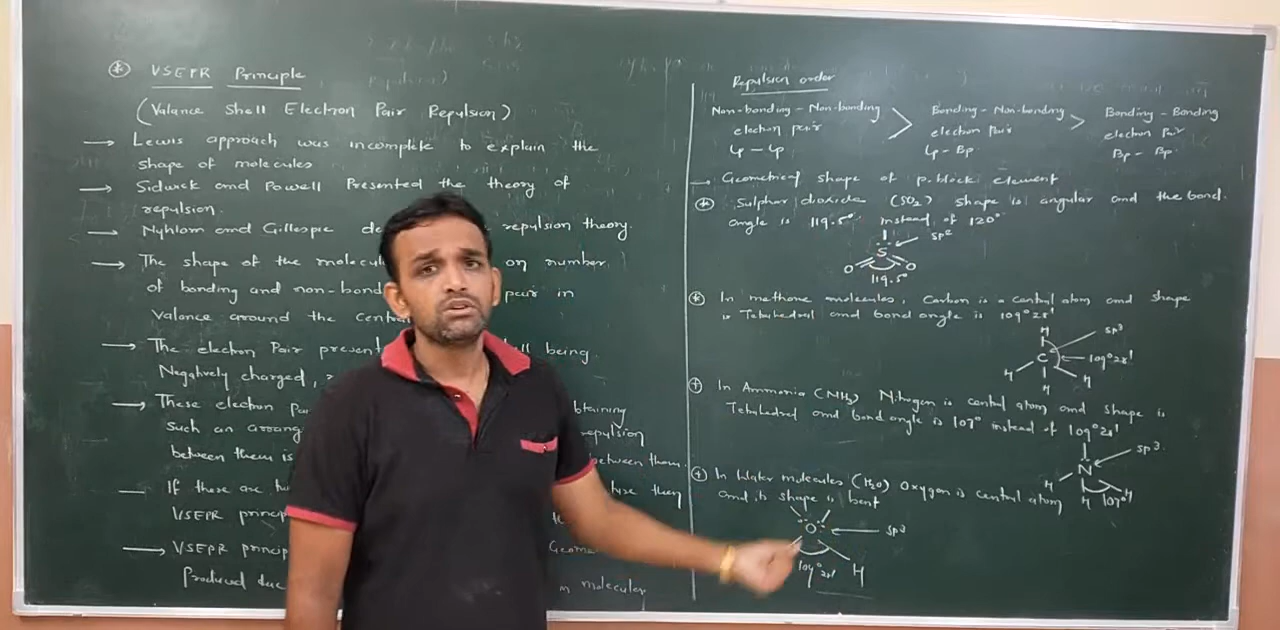 * VSEPR Principle
(Valance Shell Electron Pair Repulsion)
→ Lewis approach was incomplete to explain the
shape of molecules
→ Sidwick and Powell Presented the theory of
repulsion.
→ Nyhlom and Gillespie de repulsion theory.
→ The shape of the molecul on number
of bonding and non-bond pair in
valance around the central
→ The electron Pair present being
Negatively charged,
→ These electron pa btaining
such an arrang repulsion
between them is between them.
— If these are they
VSEPR princip
→ VSEPR princip Geome
Produced due molecules
Repulsion order
Non-bonding - Non-bonding > Bonding - Non-bonding > Bonding - Bonding
electron pair electron pair electron pair
Lp - Lp Lp - Bp Bp - Bp
→ Geometrical shape of p-block element
* Sulphur dioxide (SO2) shape is angular and the bond
angle is 119.5° instead of 120°
S sp2
O O
119.5°
* In methane molecules, Carbon is a central atom and shape
is Tetrahedral and bond angle is 109°28'
H sp3
C 109°28'
H H
H
* In Ammonia (NH3) Nitrogen is central atom and shape is
Tetrahedral and bond angle is 107° instead of 109°28'
sp3
N
H H 107° H
* In Water molecules (H2O) Oxygen is central atom
and its shape is bent
O sp3
109°28' H